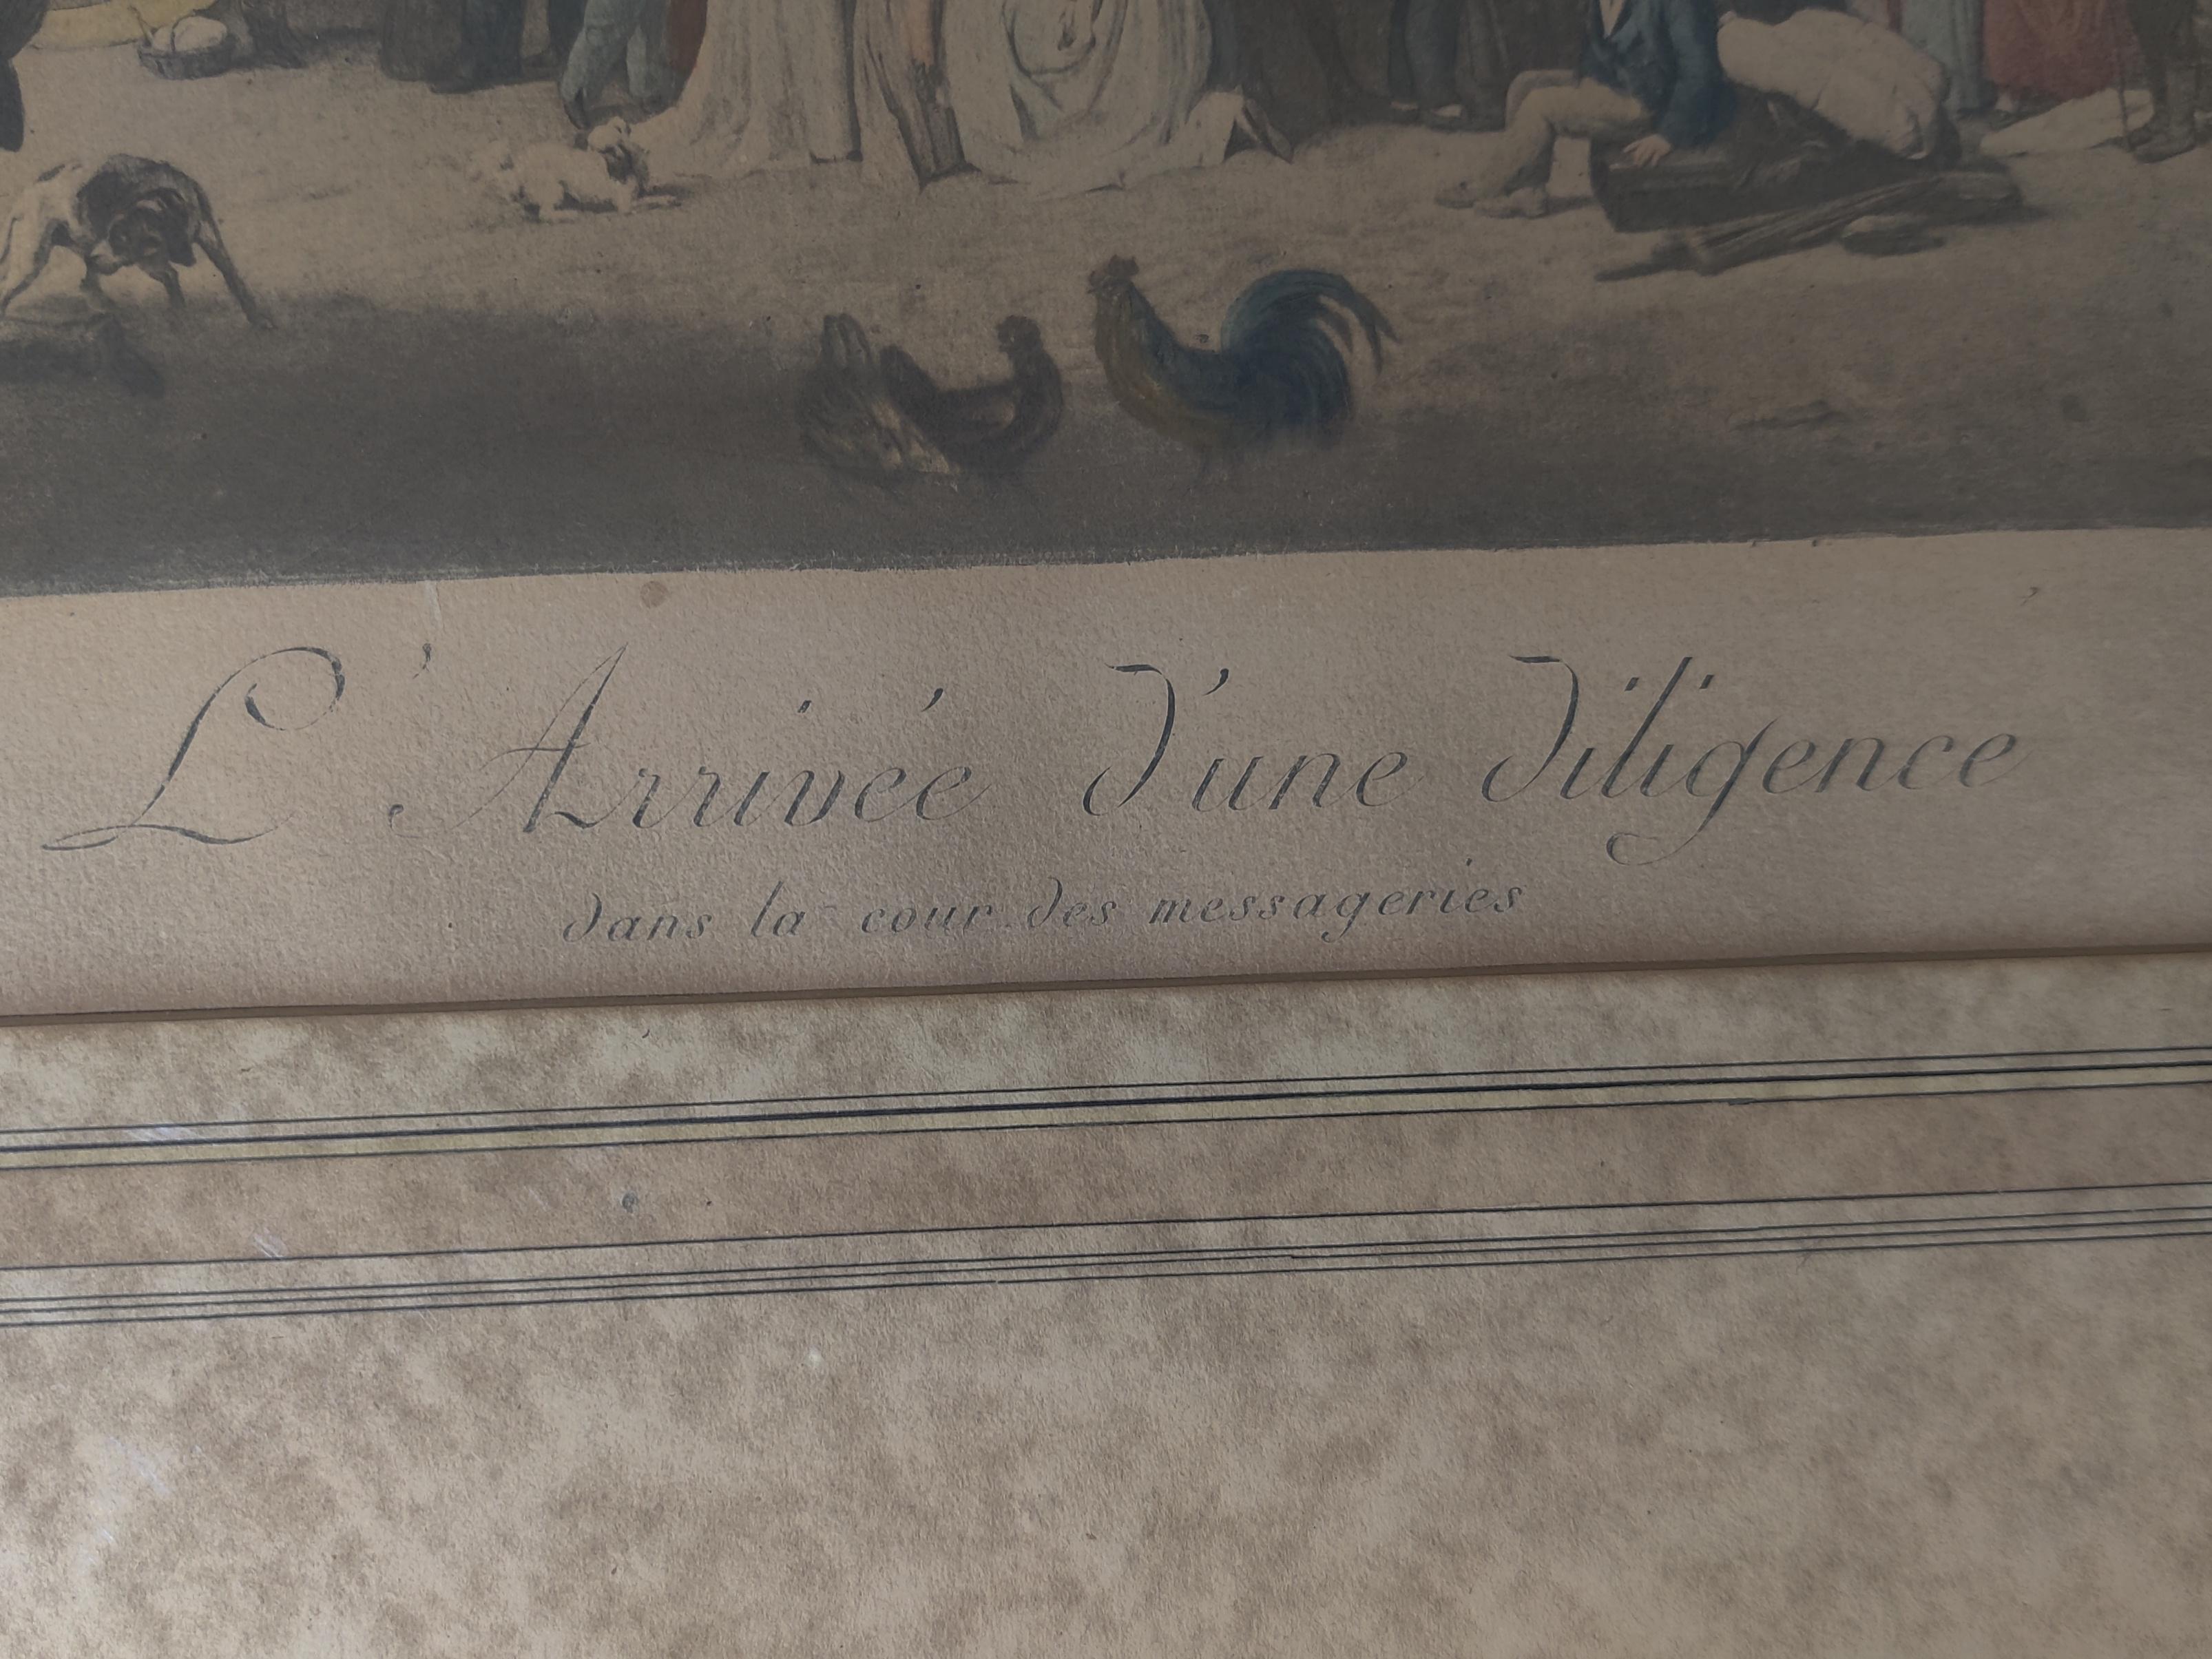 L'Arrivée d'une diligence
dans la cour des messageries